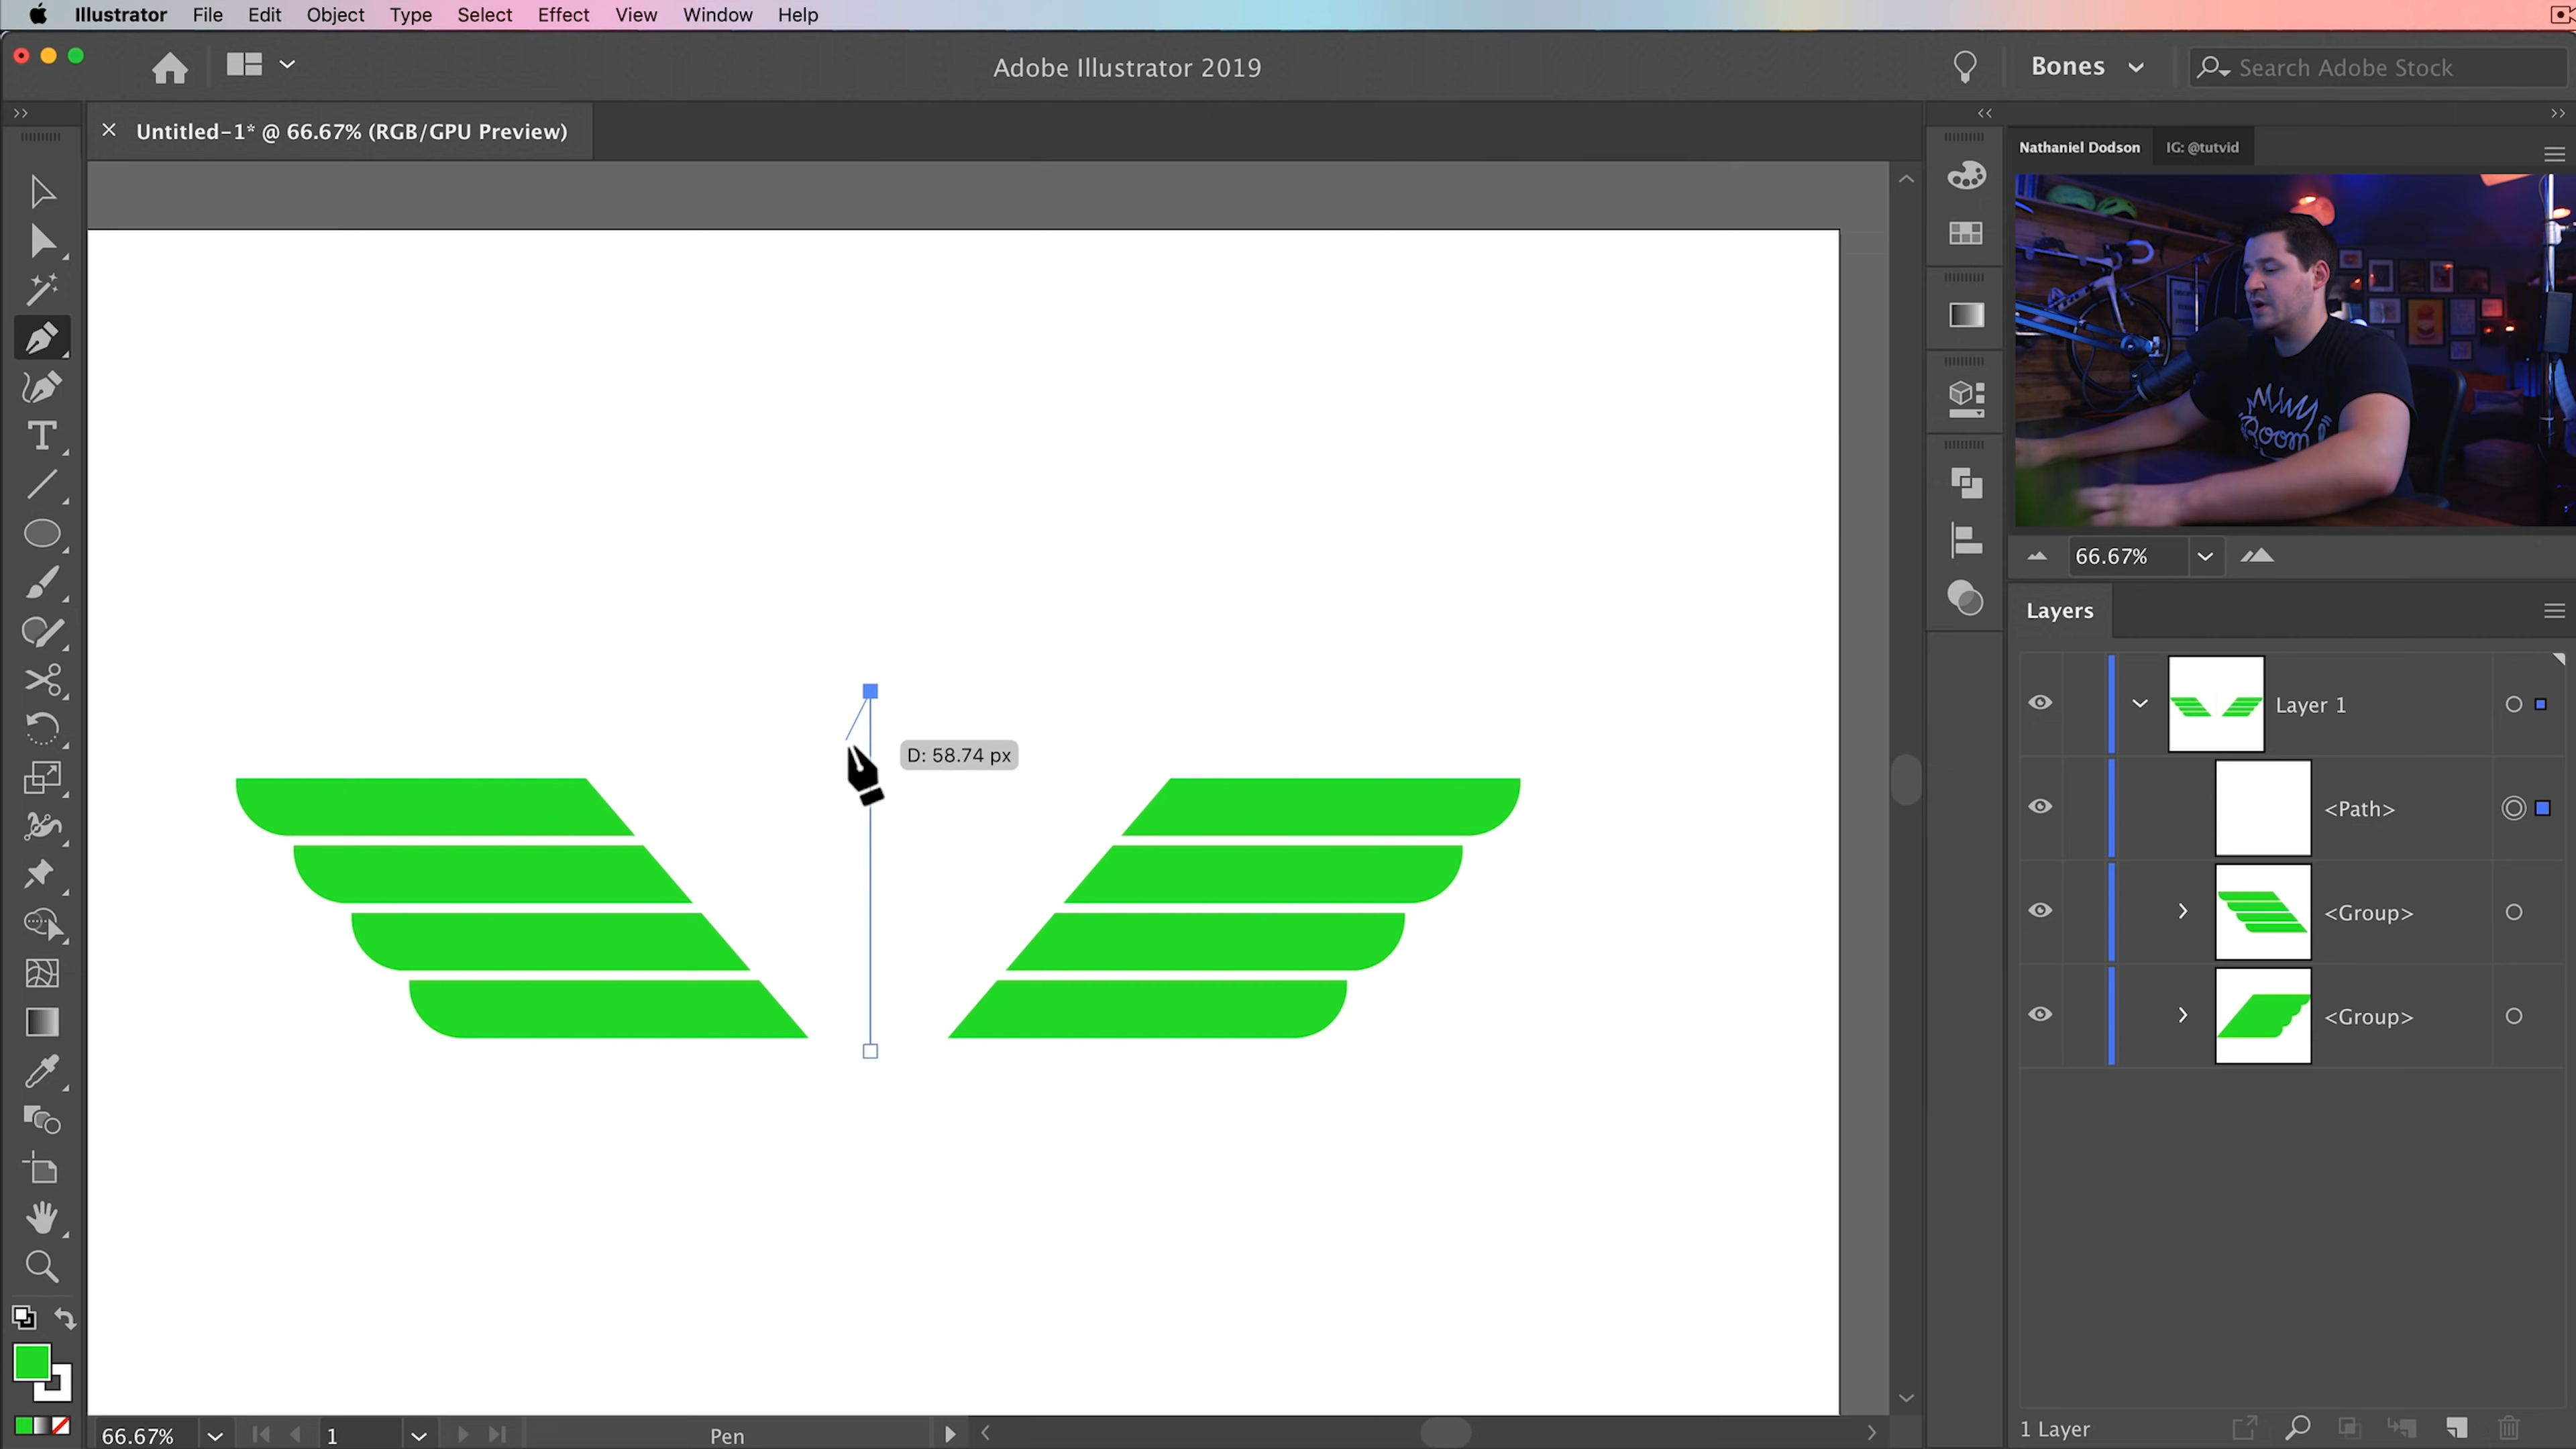 Illustrator File Edit Object Type Select Effect View Window Help
Adobe Illustrator 2019
Bones
Search Adobe Stock
Untitled-1* @ 66.67% (RGB/GPU Preview)
Nathaniel Dodson IG: @tutvid
Boom
66.67%
Layers
Layer 1
D: 58.74 px
<Path>
<Group>
<Group>
66.67% 1 Pen
1 Layer